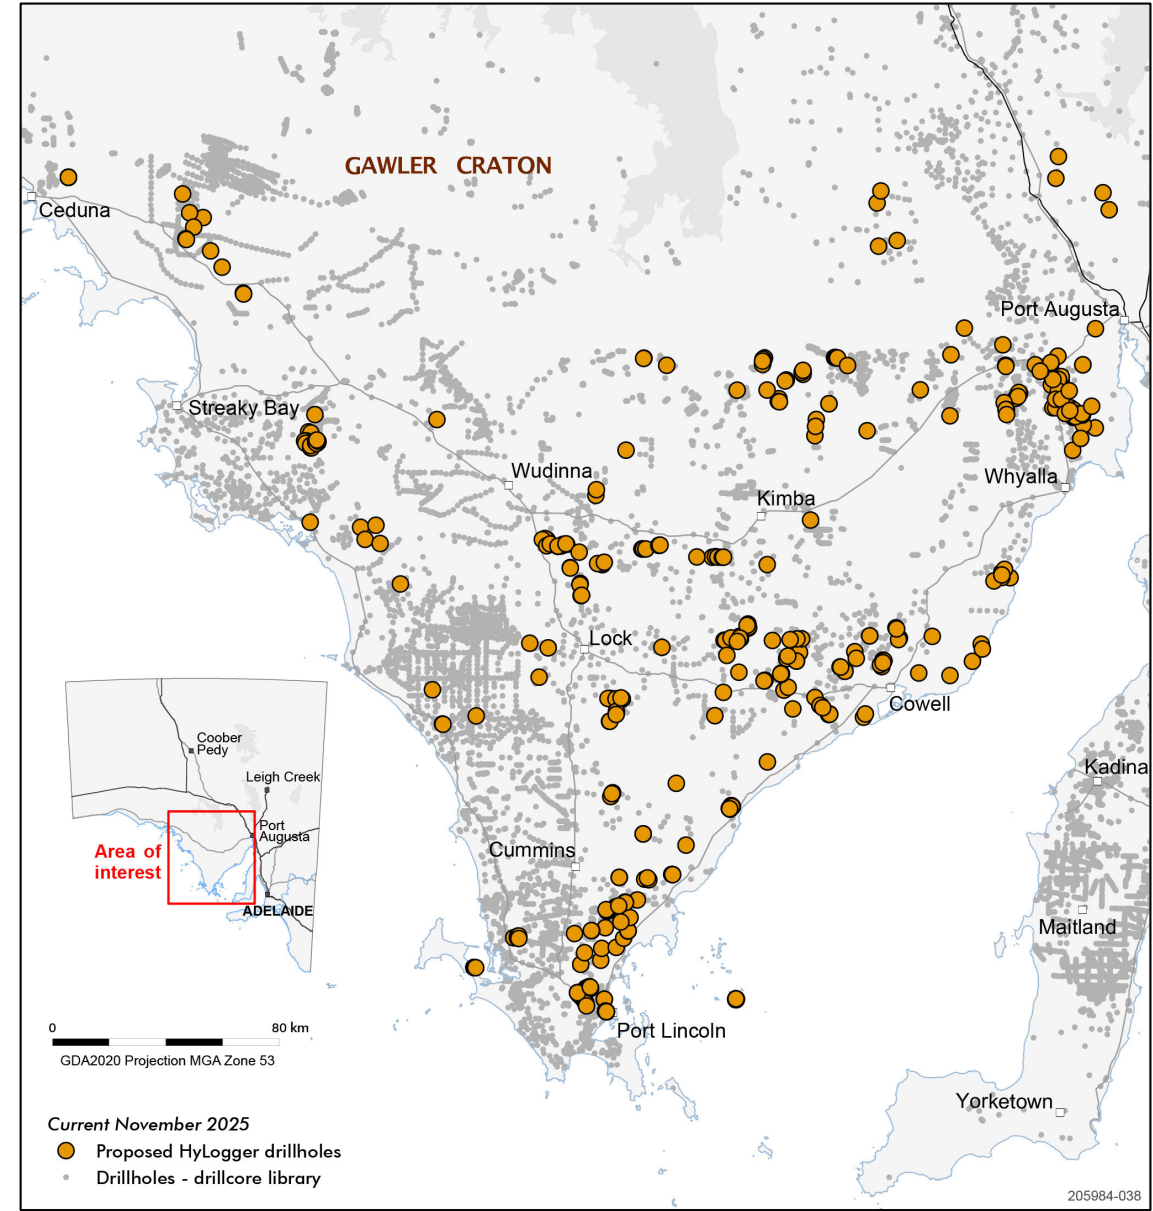 GAWLER CRATON
Ceduna
Port Augusta
Streaky Bay
Wudinna
Kimba
Whyalla
Lock
Cowell
Coober
Pedy
Leigh Creek
Port
Augusta
Area of
interest
ADELAIDE
Kadina
Cummins
Maitland
Port Lincoln
0 80 km
GDA2020 Projection MGA Zone 53
Yorketown
Current November 2025
Proposed HyLogger drillholes
Drillholes - drillcore library
205984-038